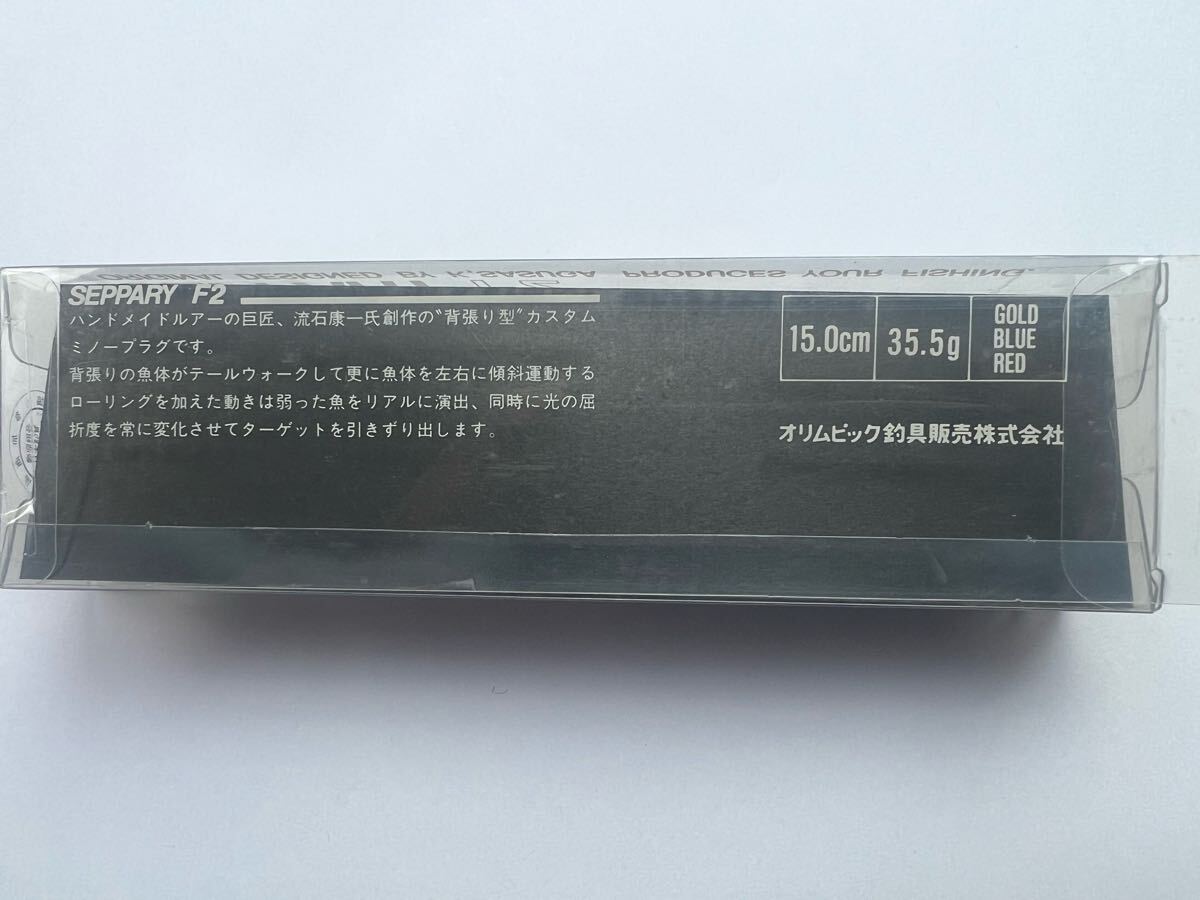 ORIGINAL DESIGNED BY K.SASUGA PRODUCES YOUR FISHING.
SEPPARY F2
ハンドメイドルアーの巨匠、流石康一氏創作の"背張り型"カスタム
ミノープラグです。
背張りの魚体がテールウォークして更に魚体を左右に傾斜運動する
ローリングを加えた動きは弱った魚をリアルに演出、同時に光の屈
折度を常に変化させてターゲットを引きずり出します。
15.0cm
35.5g
GOLD
BLUE
RED
オリムピック釣具販売株式会社